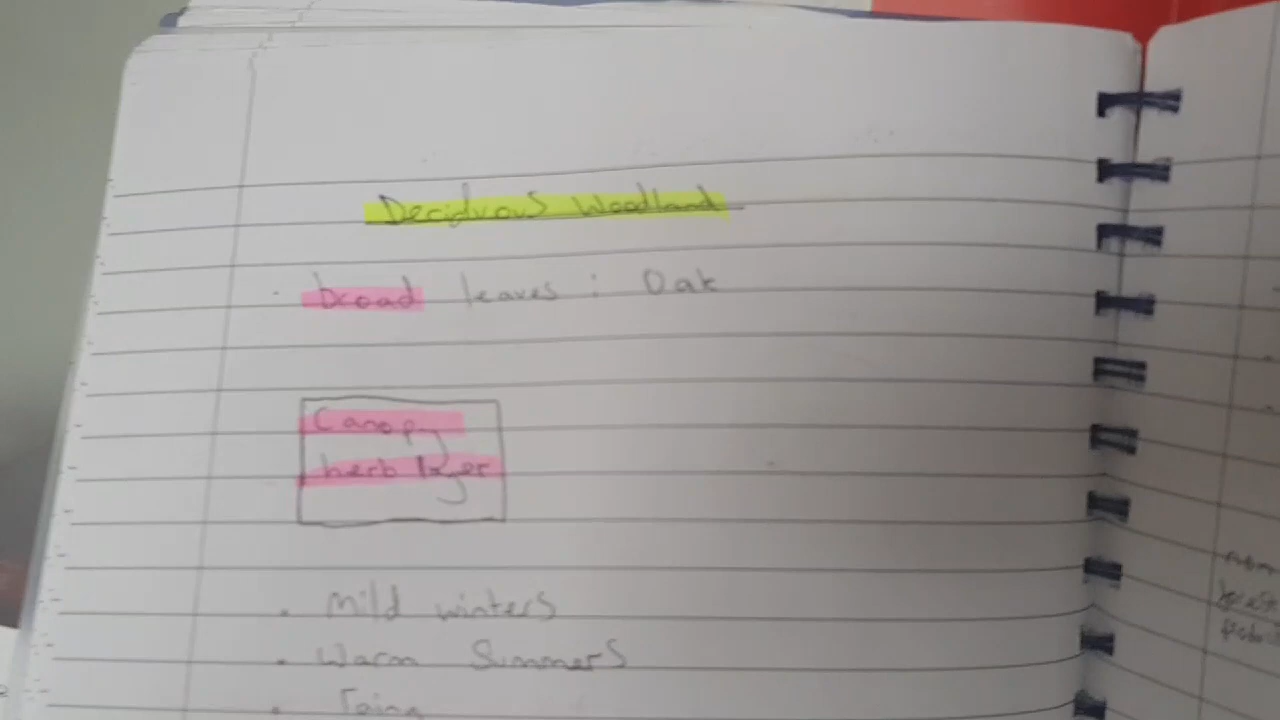 Deciduous Woodland
· broad leaves : Oak
Canopy
herb layer
· Mild winters
· Warm Summers